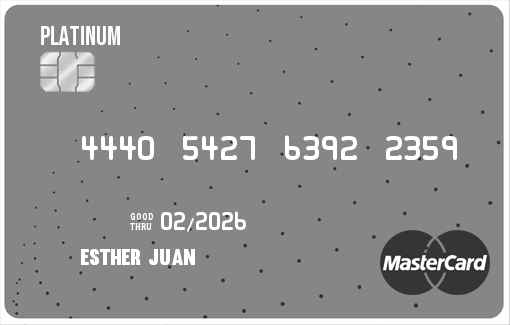 PLATINUM
4440 5427 6392 2359
GOOD THRU 02/2026
ESTHER JUAN
MasterCard